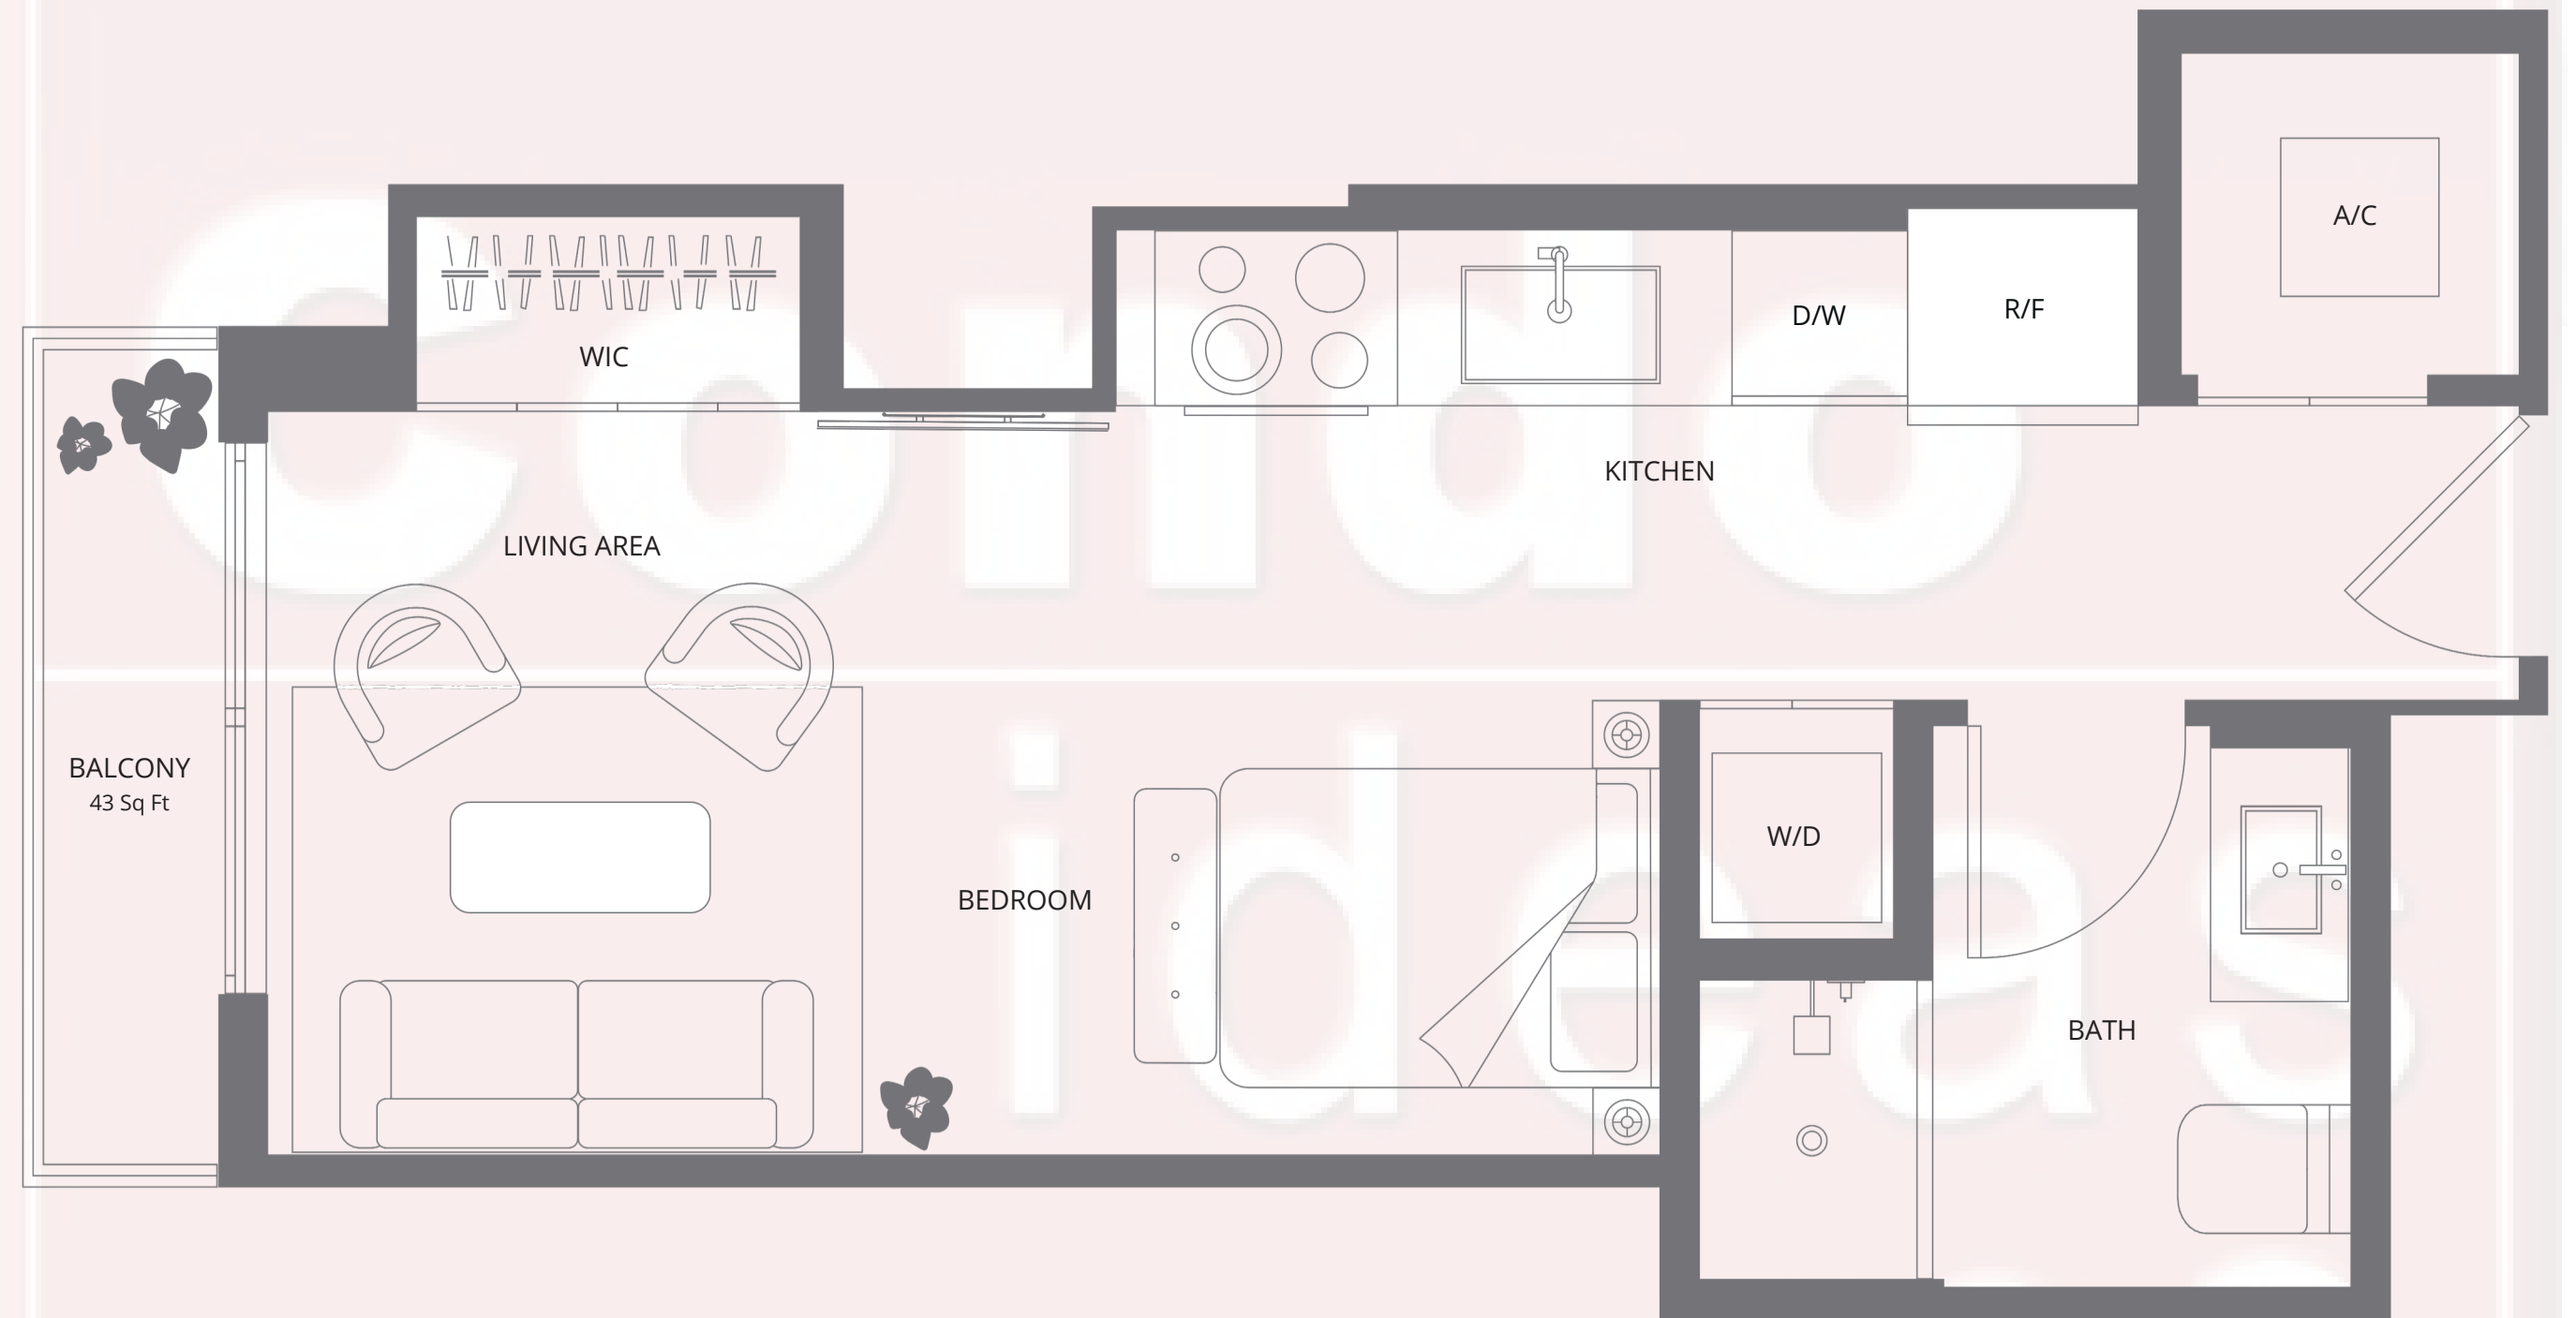 A/C
R/F
D/W
WIC
KITCHEN
LIVING AREA
BALCONY
43 Sq Ft
W/D
BEDROOM
BATH
condo
ideas